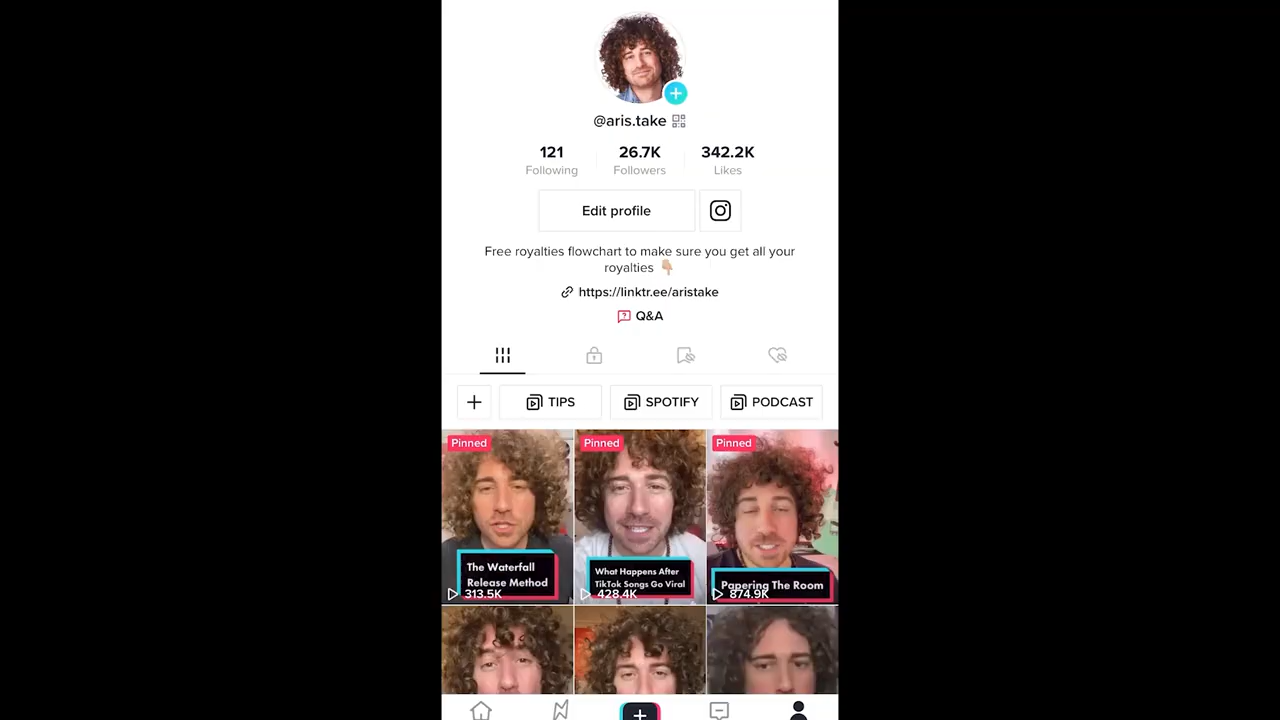 @aris.take
121 26.7K 342.2K
Following Followers Likes
Edit profile
Free royalties flowchart to make sure you get all your
royalties 👇🏼
https://linktr.ee/aristake
Q&A
TIPS SPOTIFY PODCAST
Pinned Pinned Pinned
The Waterfall
Release Method
313.5K
What Happens After
TikTok Songs Go Viral
428.4K
Papering The Room
874.9K